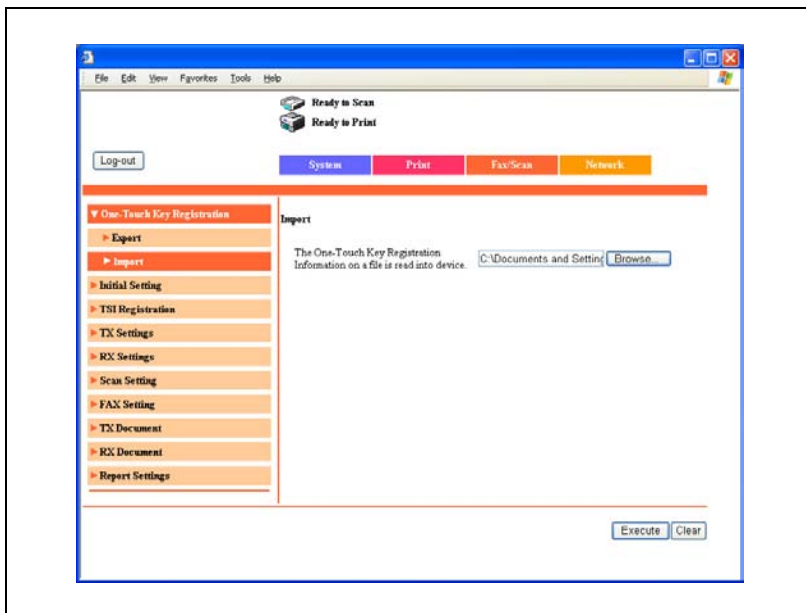 File Edit View Favorites Tools Help
Ready to Scan
Ready to Print
Log-out
System Print Fax/Scan Network
One-Touch Key Registration
Export
Import
Initial Setting
TSI Registration
TX Settings
RX Settings
Scan Setting
FAX Setting
TX Document
RX Document
Report Settings
Import
The One-Touch Key Registration
Information on a file is read into device.
C:\Documents and Setting Browse...
Execute Clear